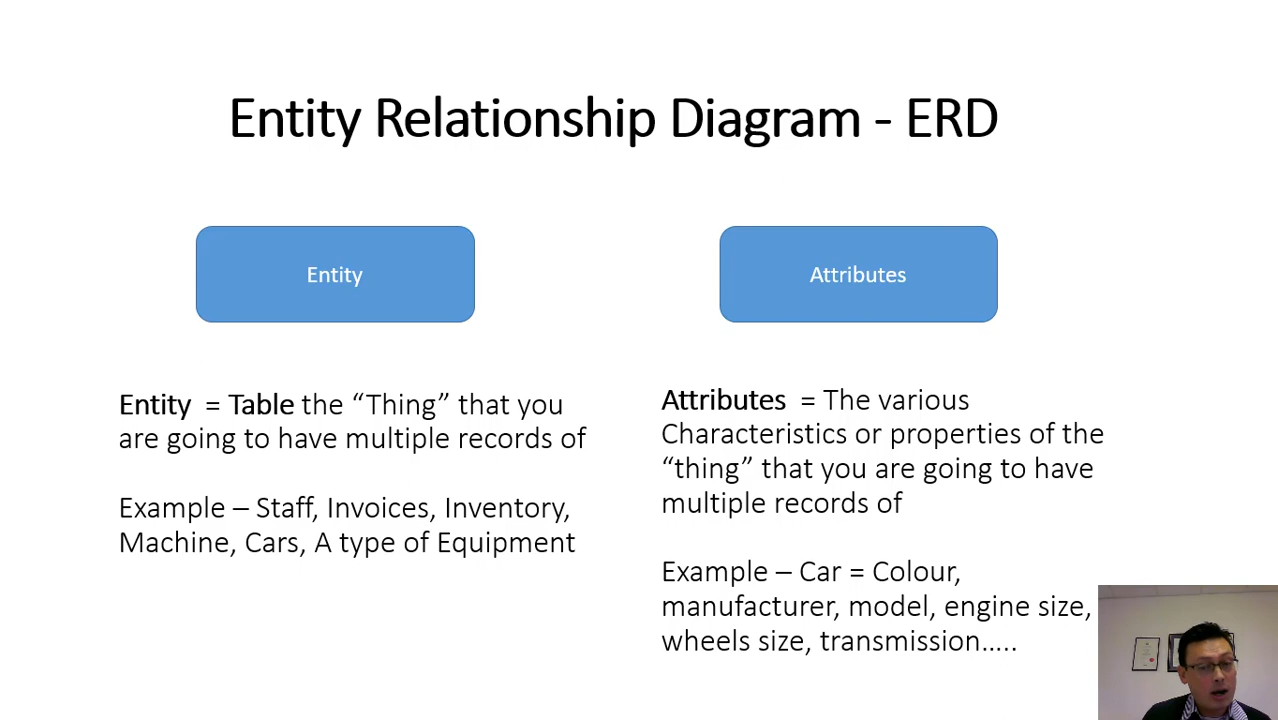 Entity Relationship Diagram - ERD
Entity
Attributes
Entity = Table the “Thing” that you
are going to have multiple records of
Example – Staff, Invoices, Inventory,
Machine, Cars, A type of Equipment
Attributes = The various
Characteristics or properties of the
“thing” that you are going to have
multiple records of
Example – Car = Colour,
manufacturer, model, engine size,
wheels size, transmission…..